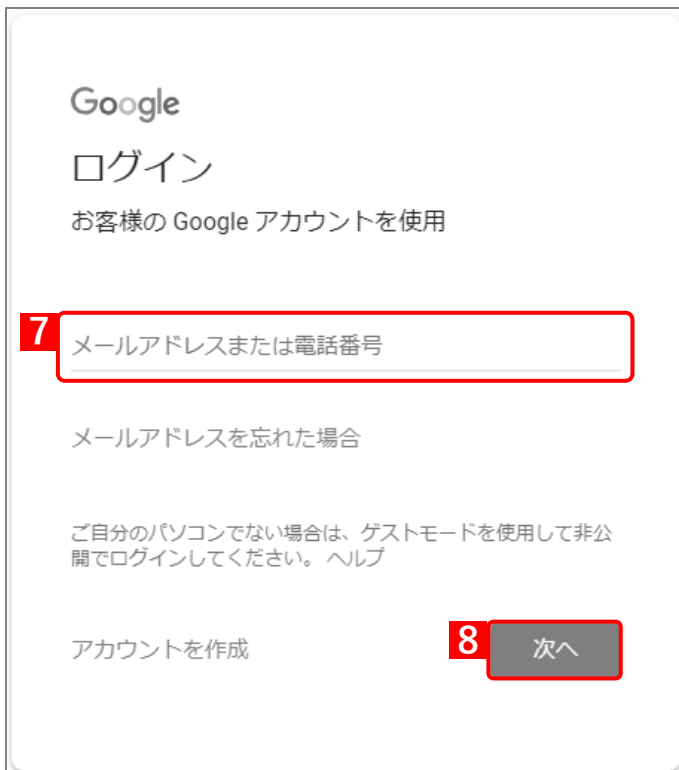 Google
ログイン
お客様の Google アカウントを使用
7
メールアドレスまたは電話番号
メールアドレスを忘れた場合
ご自分のパソコンでない場合は、ゲストモードを使用して非公
開でログインしてください。 ヘルプ
アカウントを作成
8 次へ